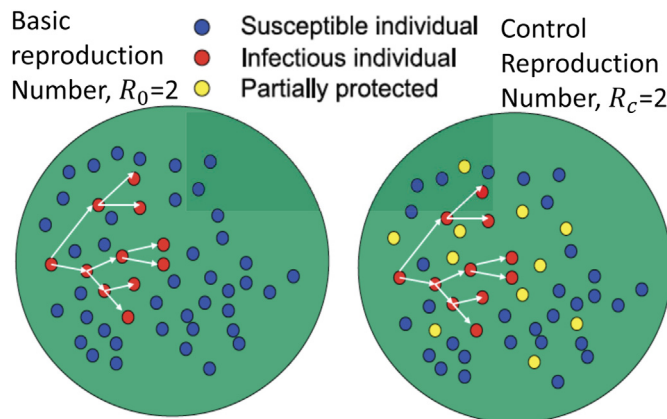 Basic
reproduction
Number, R₀=2
Susceptible individual
Infectious individual
Partially protected
Control
Reproduction
Number, R𝑐=2